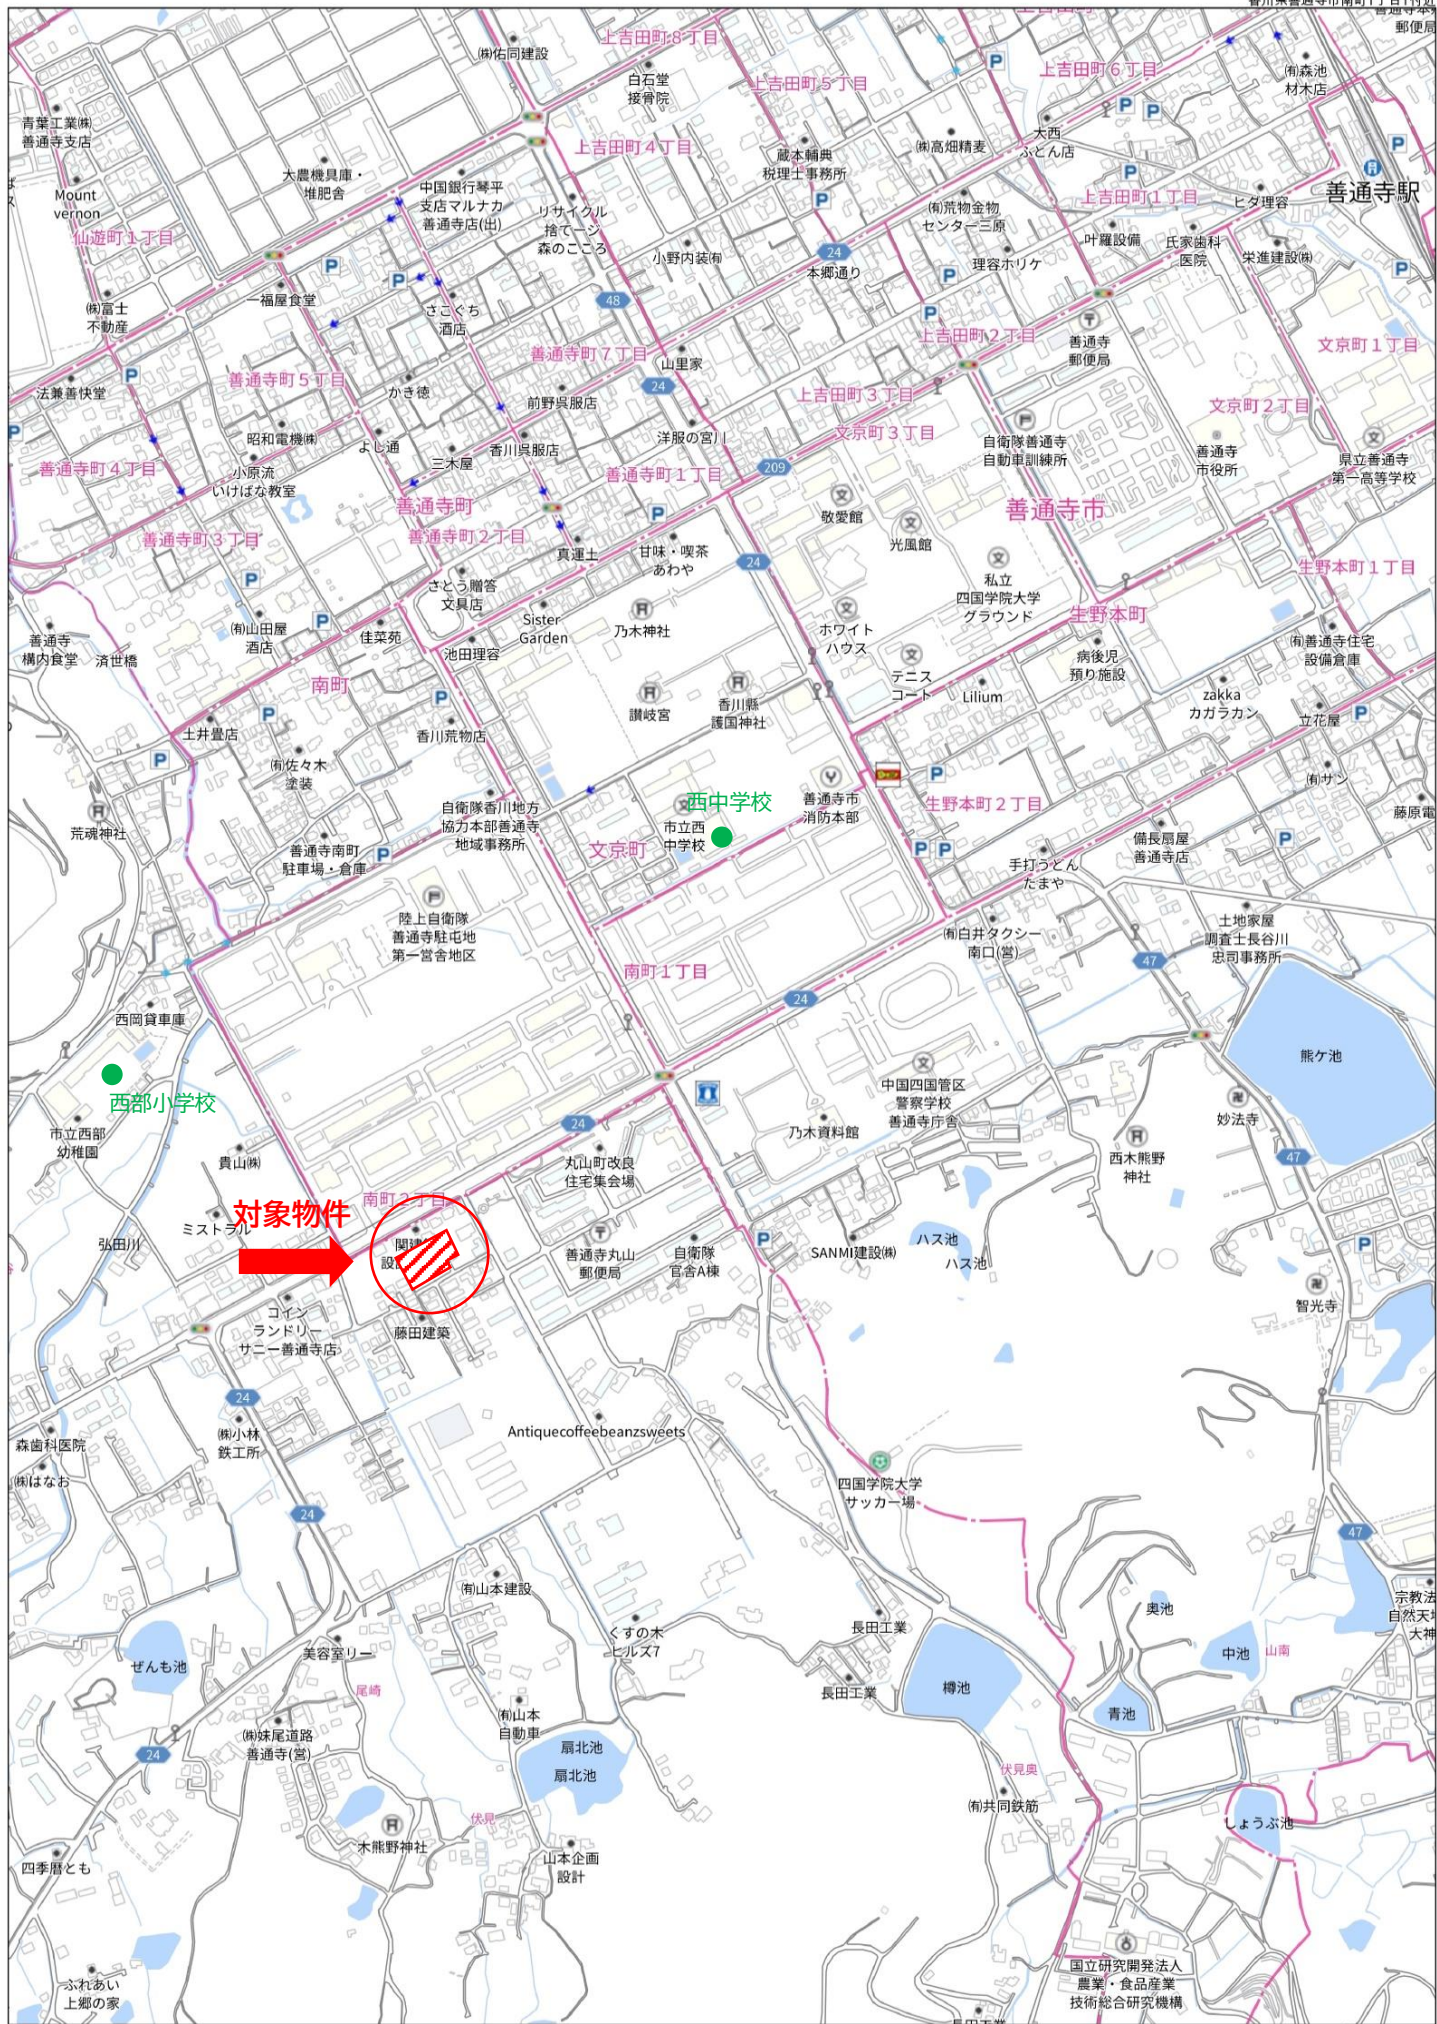 香川県善通寺市南町1丁目1付近
郵便局
上吉田町8丁目
㈱佑同建設
白石堂
接骨院
上吉田町5丁目
上吉田町6丁目
㈲森池
材木店
青葉工業㈱
善通寺支店
上吉田町4丁目
蔵本輔典
税理士事務所
㈱高畑精麦
大西
ふとん店
大農機具庫・
堆肥舎
中国銀行琴平
支店マルナカ
善通寺店(出)
Mount
vernon
リサイクル
捨て〜ジ
森のこころ
㈲荒物金物
センター三原
上吉田町1丁目
ヒダ理容
善通寺駅
仙遊町1丁目
小野内装㈲
24
本郷通り
理容ホリケ
叶羅設備
氏家歯科
医院
栄進建設㈱
㈱富士
不動産
一福屋食堂
さこぐち
酒店
48
善通寺町7丁目
山里家
上吉田町2丁目
善通寺
郵便局
文京町1丁目
法兼善快堂
善通寺町5丁目
かき徳
前野呉服店
24
上吉田町3丁目
文京町2丁目
昭和電機㈱
よし通
三木屋
香川呉服店
洋服の宮川
文京町3丁目
自衛隊善通寺
自動車訓練所
善通寺
市役所
県立善通寺
第一高等学校
善通寺町4丁目
小原流
いけばな教室
善通寺町1丁目
209
敬愛館
善通寺町
善通寺市
善通寺町3丁目
善通寺町2丁目
真運土
甘味・喫茶
あわや
光風館
24
私立
四国学院大学
グラウンド
生野本町1丁目
さとう贈答
文具店
㈲山田屋
酒店
佳菜苑
Sister
Garden
乃木神社
ホワイト
ハウス
生野本町
善通寺
構内食堂
済世橋
池田理容
病後児
預り施設
㈲善通寺住宅
設備倉庫
南町
讃岐宮
香川縣
護国神社
テニス
コート
Lilium
zakka
カガラカン
立花屋
土井畳店
香川荒物店
㈲佐々木
塗装
㈲サン
荒魂神社
自衛隊香川地方
協力本部善通寺
地域事務所
西中学校
市立西
中学校
善通寺市
消防本部
生野本町2丁目
藤原電
善通寺南町
駐車場・倉庫
文京町
手打うどん
たまや
備長扇屋
善通寺店
陸上自衛隊
善通寺駐屯地
第一営舎地区
㈲白井タクシー
南口(営)
土地家屋
調査士長谷川
忠司事務所
南町1丁目
47
24
西岡貸車庫
熊ケ池
西部小学校
中国四国管区
警察学校
善通寺庁舎
妙法寺
市立西部
幼稚園
24
乃木資料館
貴山㈱
丸山町改良
住宅集会場
西木熊野
神社
47
南町2丁目
対象物件
ミストラル
弘田川
善通寺丸山
郵便局
自衛隊
官舎A棟
SANMI建設㈱
ハス池
ハス池
智光寺
コイン
ランドリー
サニー善通寺店
藤田建築
24
㈱小林
鉄工所
Antiquecoffeebeanzsweets
森歯科医院
㈱はなお
四国学院大学
サッカー場
24
47
㈲山本建設
奥池
宗教法
自然天地
大神
美容室リー
くすの木
ヒルズ7
長田工業
ぜんも池
中池
山南
尾崎
長田工業
樽池
青池
㈱妹尾道路
善通寺(営)
㈲山本
自動車
24
扇北池
扇北池
伏見奥
㈲共同鉄筋
伏見
しょうぶ池
木熊野神社
四季暦とも
山本企画
設計
国立研究開発法人
農業・食品産業
技術総合研究機構
ふれあい
上郷の家